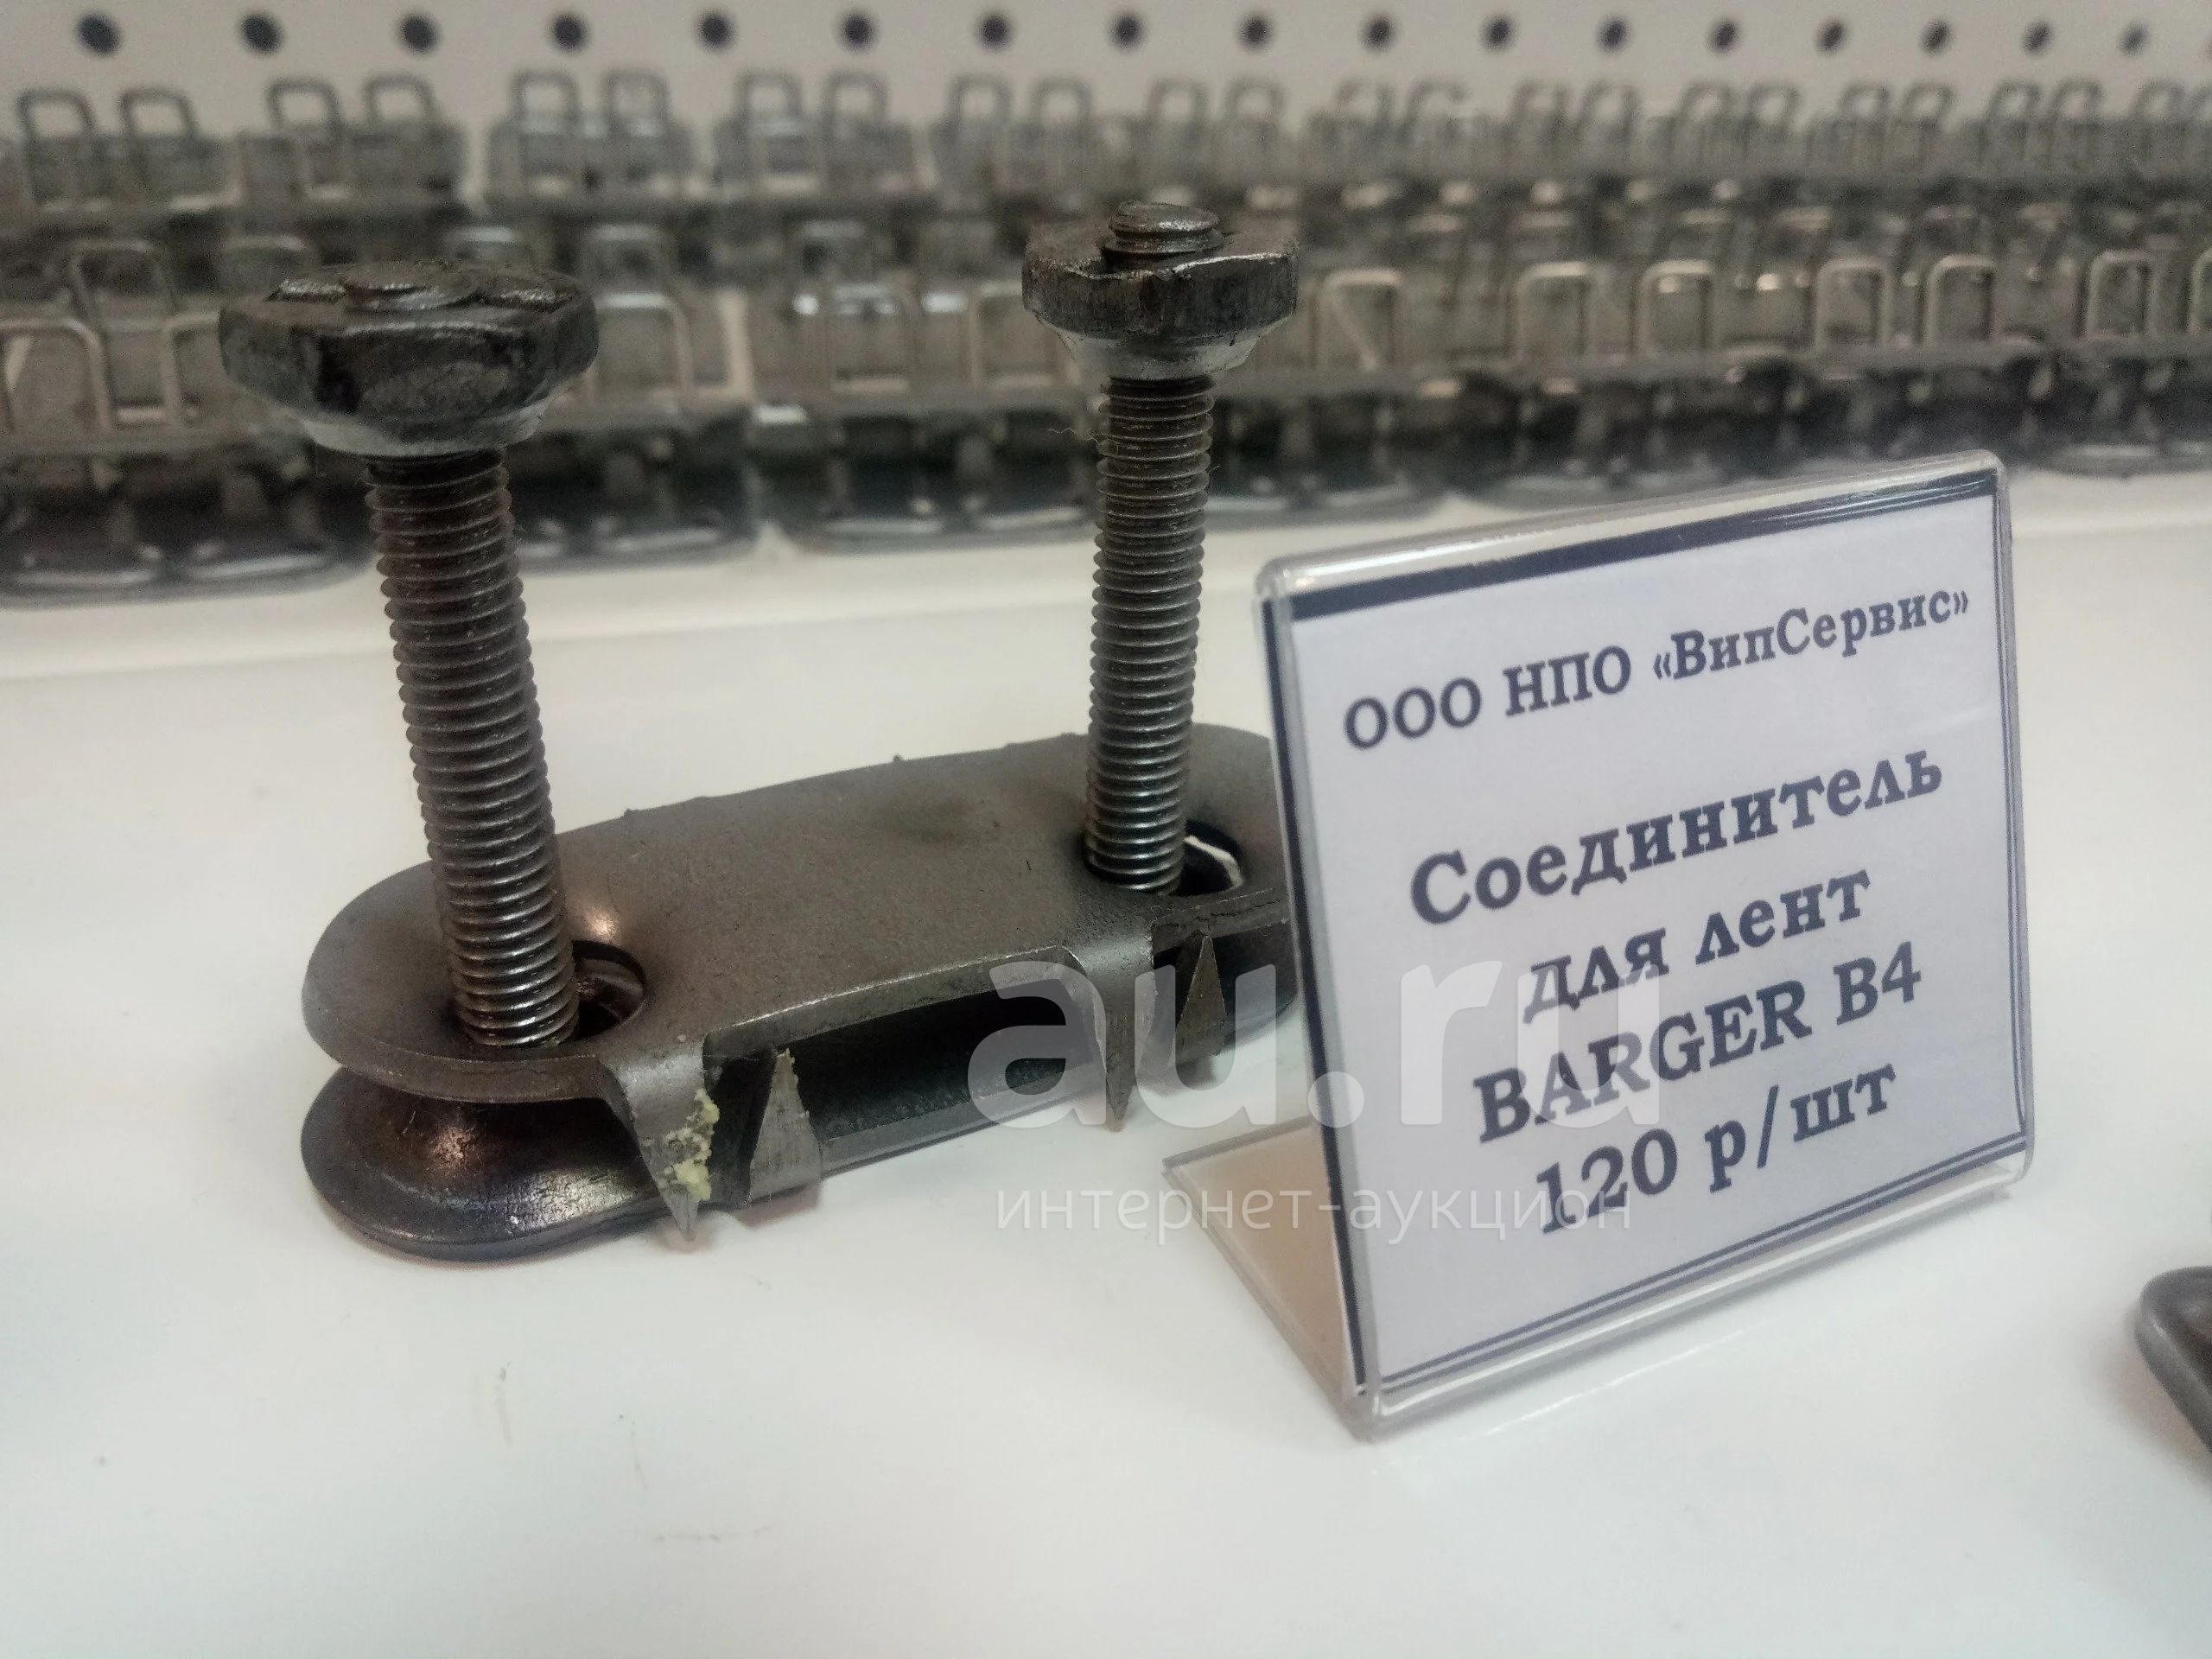 ООО НПО «ВипСервис»
Соединитель
для лент
BARGER B4
120 р/шт
au.ru
интернет-аукцион